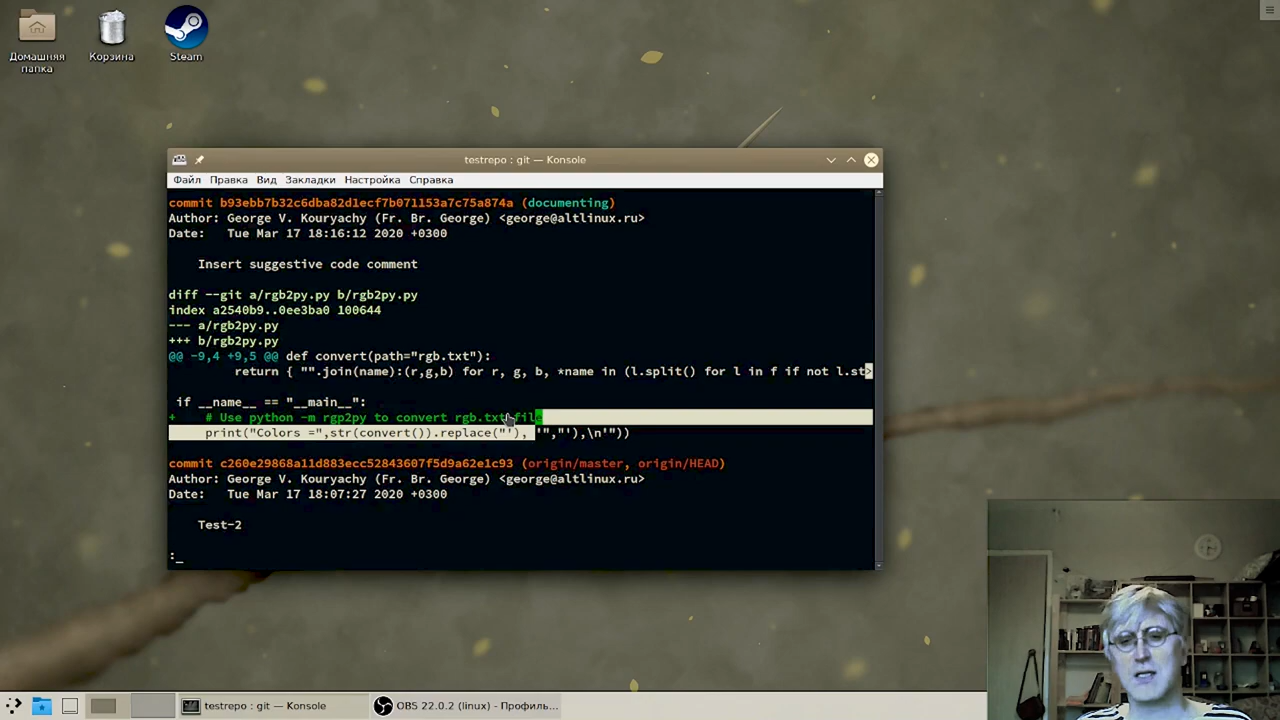 Домашняя
папка
Корзина
Steam
testrepo : git — Konsole
Файл Правка Вид Закладки Настройка Справка
commit b93ebb7b32c6dba82d1ecf7b071153a7c75a874a (documenting)
Author: George V. Kouryachy (Fr. Br. George) <george@altlinux.ru>
Date:   Tue Mar 17 18:16:12 2020 +0300
Insert suggestive code comment
diff --git a/rgb2py.py b/rgb2py.py
index a2540b9..0ee3ba0 100644
--- a/rgb2py.py
+++ b/rgb2py.py
@@ -9,4 +9,5 @@ def convert(path="rgb.txt"):
return { "".join(name):(r,g,b) for r, g, b, *name in (l.split() for l in f if not l.st>
if __name__ == "__main__":
+    # Use python -m rgp2py to convert rgb.txt file
print("Colors =",str(convert()).replace("'), '","'),\n'"))
commit c260e29868a11d883ecc52843607f5d9a62e1c93 (origin/master, origin/HEAD)
Author: George V. Kouryachy (Fr. Br. George) <george@altlinux.ru>
Date:   Tue Mar 17 18:07:27 2020 +0300
Test-2
:_
testrepo : git — Konsole
OBS 22.0.2 (linux) - Профиль...